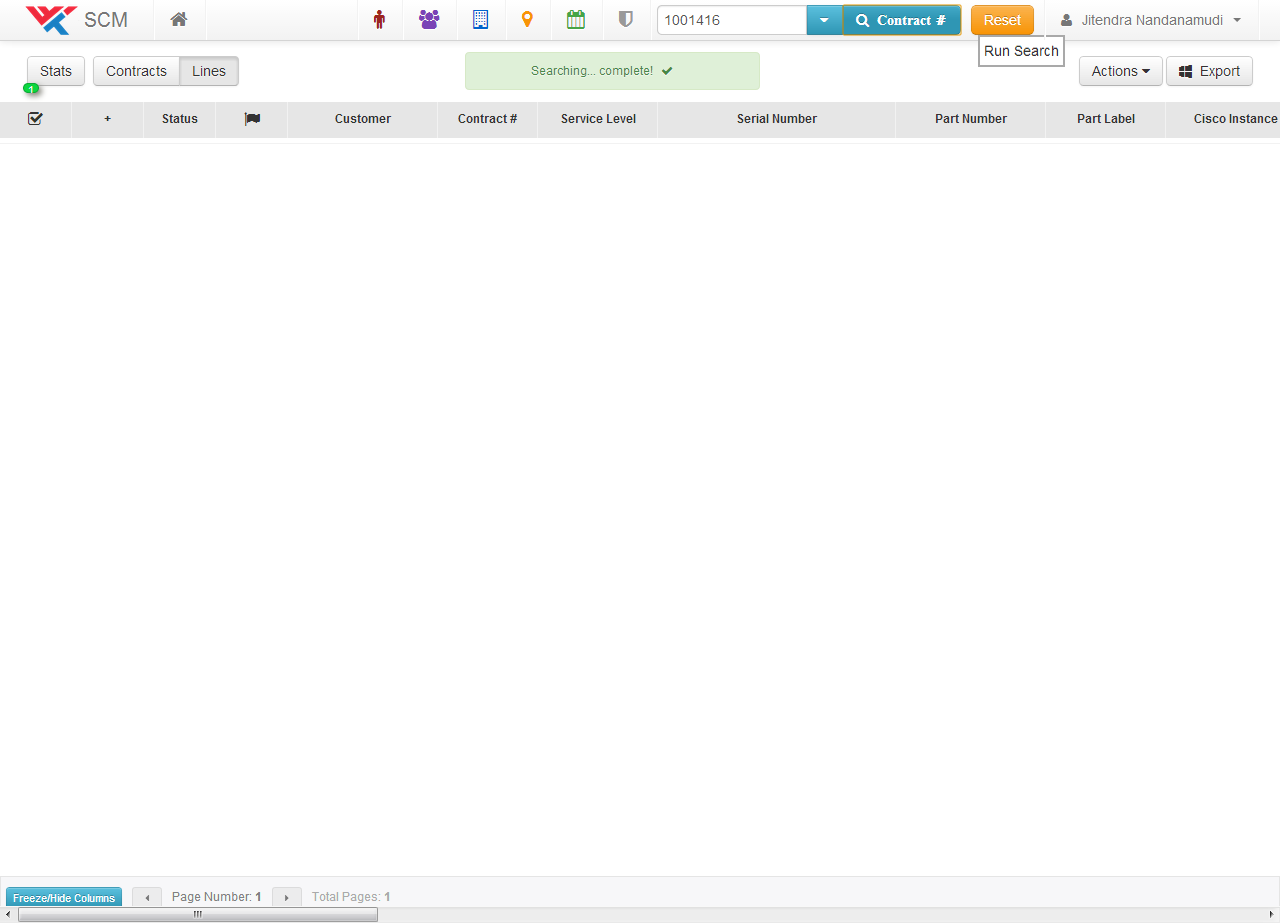 SCM
1001416
Contract #
Reset
Jitendra Nandanamudi
Run Search
Stats
Contracts
Lines
Searching... complete!
Actions
Export
1
+
Status
Customer
Contract #
Service Level
Serial Number
Part Number
Part Label
Cisco Instance
Freeze/Hide Columns
Page Number: 1
Total Pages: 1